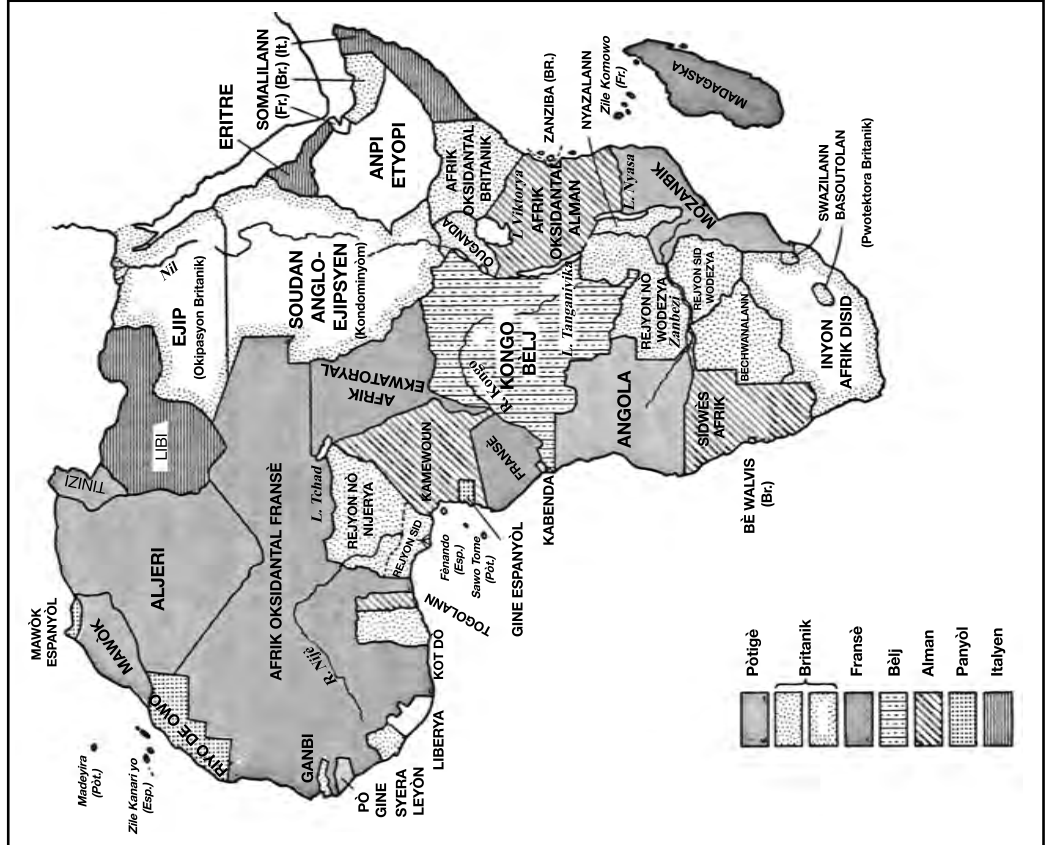 MAWÒK
ESPANYÒL
Madeyira
(Pòt.)
Zile Kanari yo
(Esp.)
MAWÒK
RIYO DE OWO
ALJERI
TINIZI
LIBI
EJIP
(Okipasyon Britanik)
Nil
ERITRE
SOMALILANN
(Fr.) (Br.) (It.)
AFRIK OKSIDANTAL FRANSÈ
L. Tchad
R. Nijè
SOUDAN
ANGLO-
EJIPSYEN
(Kondominyòm)
ANPI
ETYOPI
AFRIK
EKWATORYAL
FRANSÈ
GANBI
PÒ
GINE
SYERA
LEYÒN
LIBERYA
KOT DÒ
TOGOLANN
REJYON NÒ
NIJERYA
REJYON SID
KAMEWOUN
Fènando
(Esp.)
Sawo Tome
(Pòt.)
GINE ESPANYÒL
KABENDA
R. Kongo
KONGO
BELJ
OUGANDA
AFRIK
OKSIDANTAL
BRITANIK
L. Viktorya
AFRIK
OKSIDANTAL
ALMAN
L. Tanganiyika
ZANZIBA (BR.)
NYAZALANN
Zile Komowo
(Fr.)
L. Nyasa
MADAGASKA
MOZANBIK
ANGOLA
REJYON NÒ
WODEZYA
Zanbezi
REJYON SID
WODEZYA
BECHWANALANN
SIDWÈS
AFRIK
BÈ WALVIS
(Br.)
INYON
AFRIK DISID
SWAZILANN
BASOUTOLAN
(Pwotektora Britanik)
Pòtigè
Britanik
Fransè
Bèlj
Alman
Panyòl
Italyen